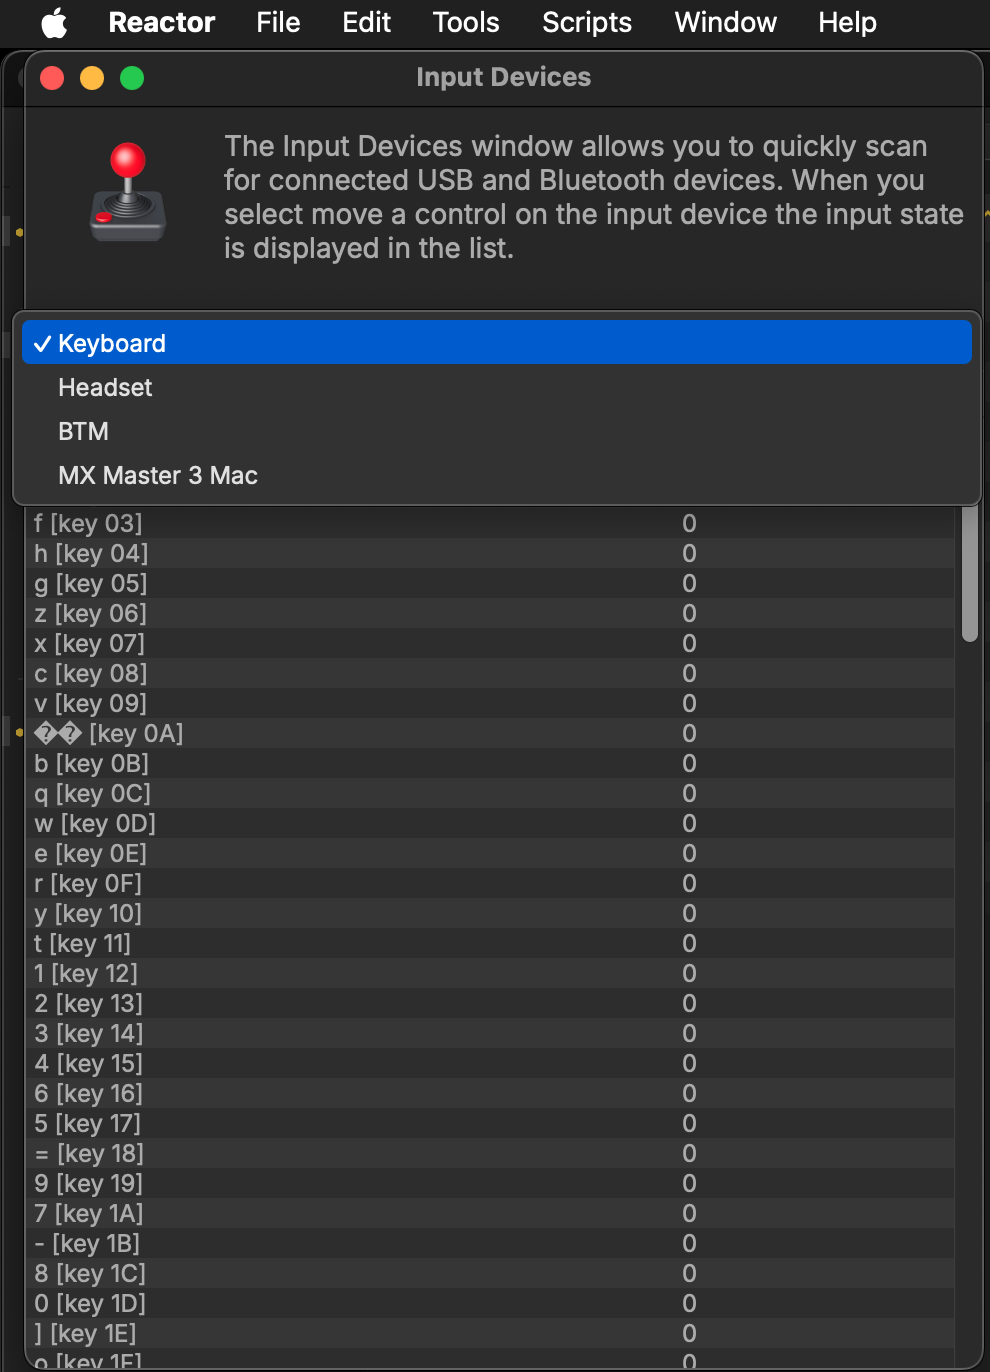 Reactor File Edit Tools Scripts Window Help
Input Devices
The Input Devices window allows you to quickly scan
for connected USB and Bluetooth devices. When you
select move a control on the input device the input state
is displayed in the list.
✓ Keyboard
Headset
BTM
MX Master 3 Mac
f [key 03] 0
h [key 04] 0
g [key 05] 0
z [key 06] 0
x [key 07] 0
c [key 08] 0
v [key 09] 0
�� [key 0A] 0
b [key 0B] 0
q [key 0C] 0
w [key 0D] 0
e [key 0E] 0
r [key 0F] 0
y [key 10] 0
t [key 11] 0
1 [key 12] 0
2 [key 13] 0
3 [key 14] 0
4 [key 15] 0
6 [key 16] 0
5 [key 17] 0
= [key 18] 0
9 [key 19] 0
7 [key 1A] 0
- [key 1B] 0
8 [key 1C] 0
0 [key 1D] 0
] [key 1E] 0
o [key 1F] 0